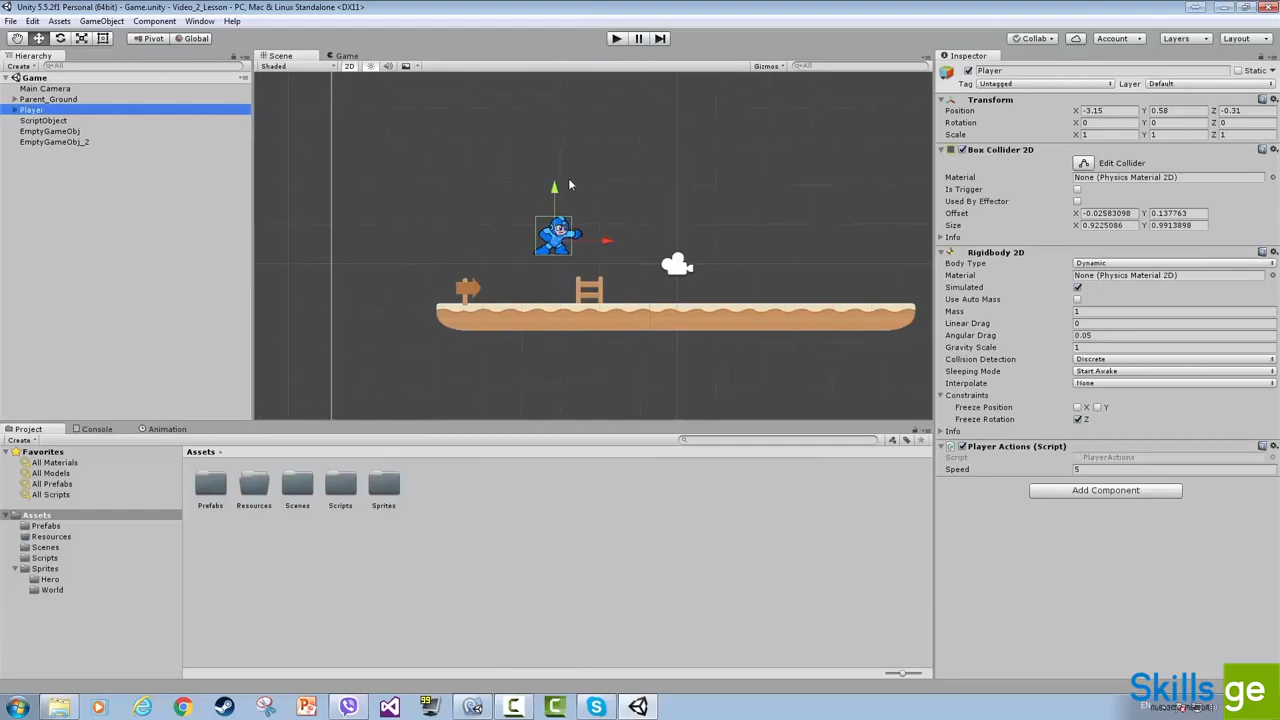 Unity 5.5.2f1 Personal (64bit) - Game.unity - Video_2_Lesson - PC, Mac & Linux Standalone <DX11>
File Edit Assets GameObject Component Window Help
Pivot Global Collab Account Layers Layout
Hierarchy
Create All
Game
Main Camera
Parent_Ground
Player
ScriptObject
EmptyGameObj
EmptyGameObj_2
Scene Game
Shaded 2D Gizmos All
Inspector
Player Static
Tag Untagged Layer Default
Transform
Position X -3.15 Y 0.58 Z -0.31
Rotation X 0 Y 0 Z 0
Scale X 1 Y 1 Z 1
Box Collider 2D
Edit Collider
Material None (Physics Material 2D)
Is Trigger
Used By Effector
Offset X -0.02583098 Y 0.137763
Size X 0.9225086 Y 0.9913898
Info
Rigidbody 2D
Body Type Dynamic
Material None (Physics Material 2D)
Simulated
Use Auto Mass
Mass 1
Linear Drag 0
Angular Drag 0.05
Gravity Scale 1
Collision Detection Discrete
Sleeping Mode Start Awake
Interpolate None
Constraints
Freeze Position X Y
Freeze Rotation Z
Info
Player Actions (Script)
Script PlayerActions
Speed 5
Add Component
Project Console Animation
Create
Favorites
All Materials
All Models
All Prefabs
All Scripts
Assets
Prefabs
Resources
Scenes
Scripts
Sprites
Hero
World
Assets
Prefabs Resources Scenes Scripts Sprites
99
Skills ge